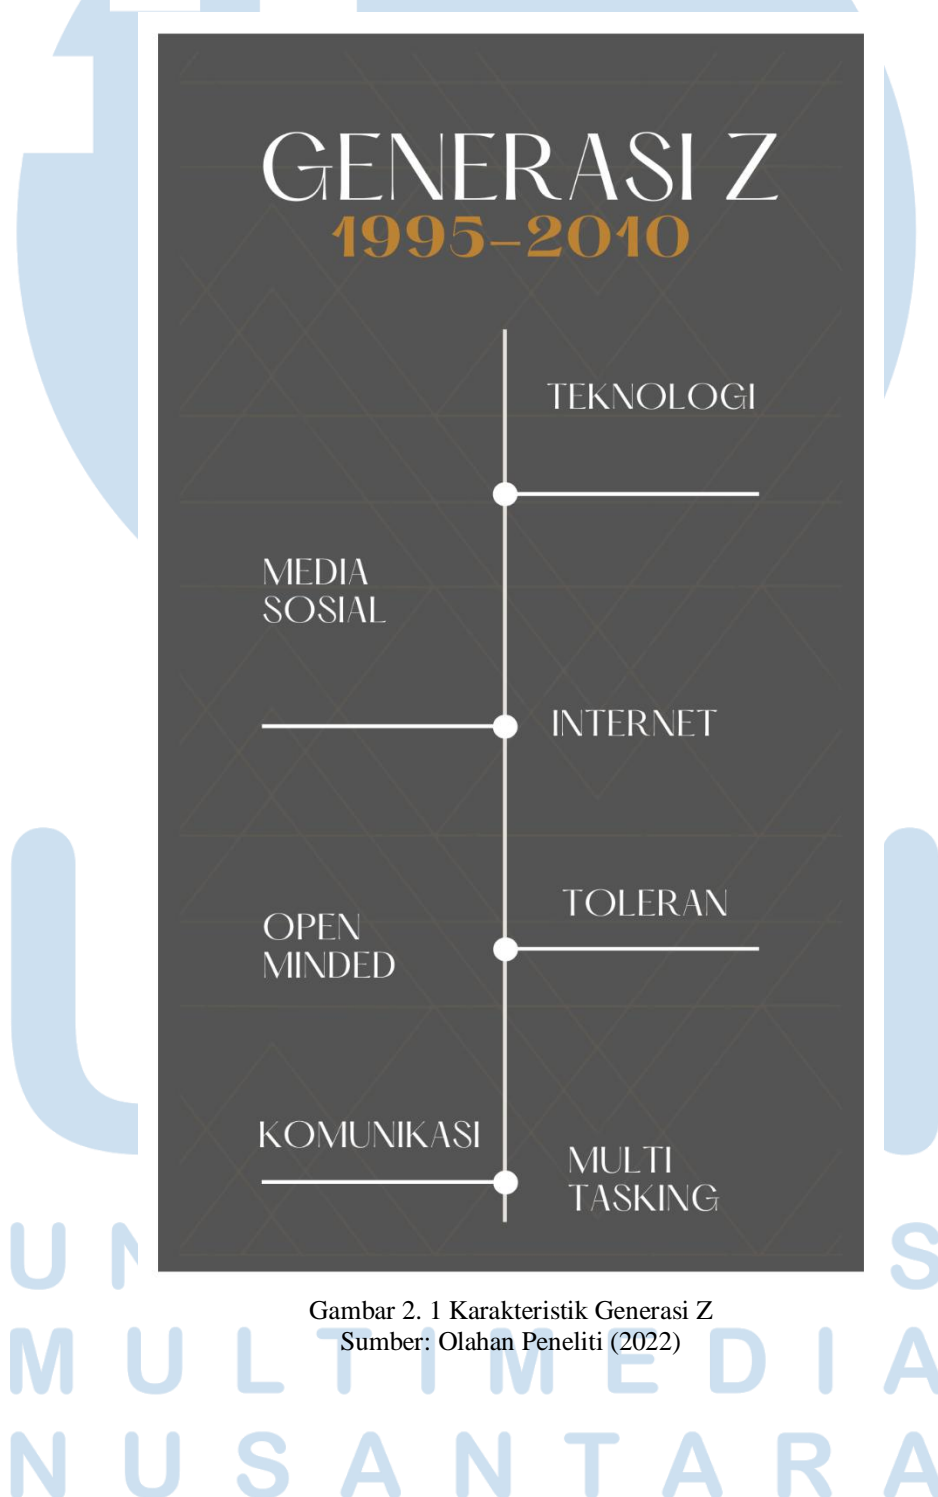 GENERASI Z
1995-2010
TEKNOLOGI
MEDIA
SOSIAL
INTERNET
TOLERAN
OPEN
MINDED
KOMUNIKASI
MULTI
TASKING
Gambar 2. 1 Karakteristik Generasi Z
Sumber: Olahan Peneliti (2022)
U N S
MULTIMEDIA
NUSANTARA